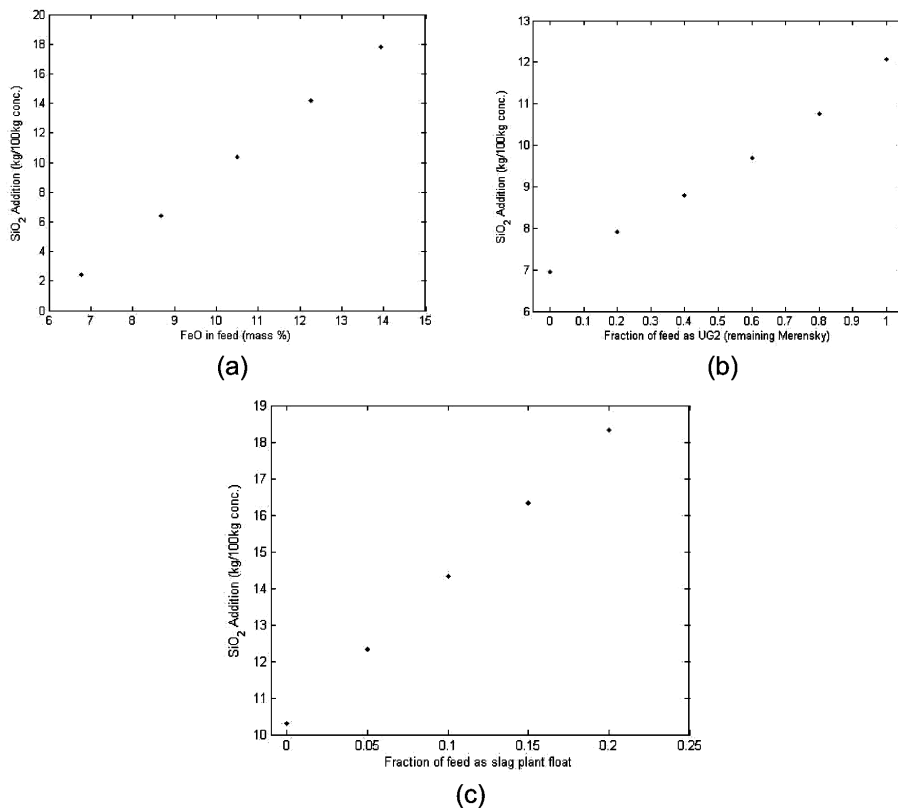 20
18
16
14
12
10
8
6
4
2
0
SiO2 Addition (kg/100kg conc.)
6 7 8 9 10 11 12 13 14 15
FeO in feed (mass %)
(a)
13
12
11
10
9
8
7
6
SiO2 Addition (kg/100kg conc.)
0 0.1 0.2 0.3 0.4 0.5 0.6 0.7 0.8 0.9 1
Fraction of feed as UG2 (remaining Merensky)
(b)
19
18
17
16
15
14
13
12
11
10
SiO2 Addition (kg/100kg conc.)
0 0.05 0.1 0.15 0.2 0.25
Fraction of feed as slag plant float
(c)